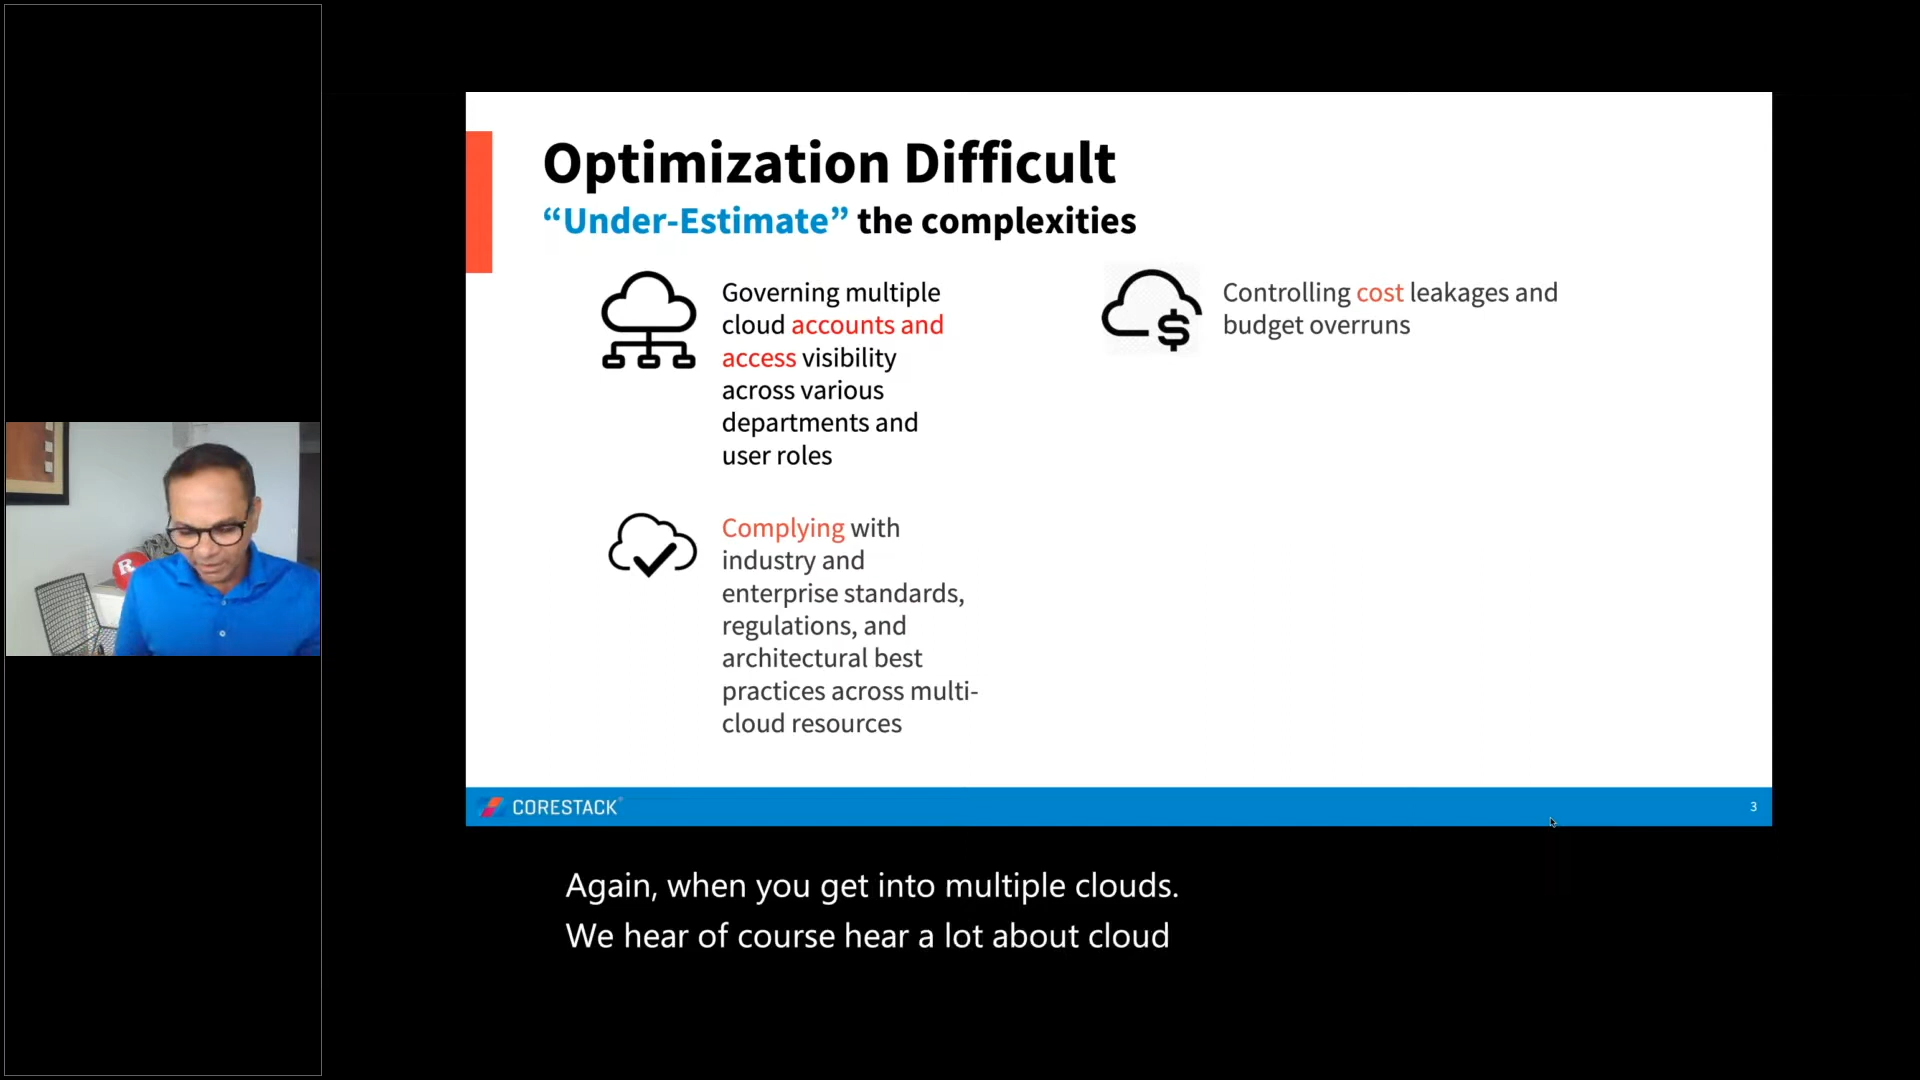 Optimization Difficult
“Under-Estimate” the complexities
Governing multiple
cloud accounts and
access visibility
across various
departments and
user roles
Controlling cost leakages and
budget overruns
Complying with
industry and
enterprise standards,
regulations, and
architectural best
practices across multi-
cloud resources
CORESTACK
3
R
Again, when you get into multiple clouds.
We hear of course hear a lot about cloud